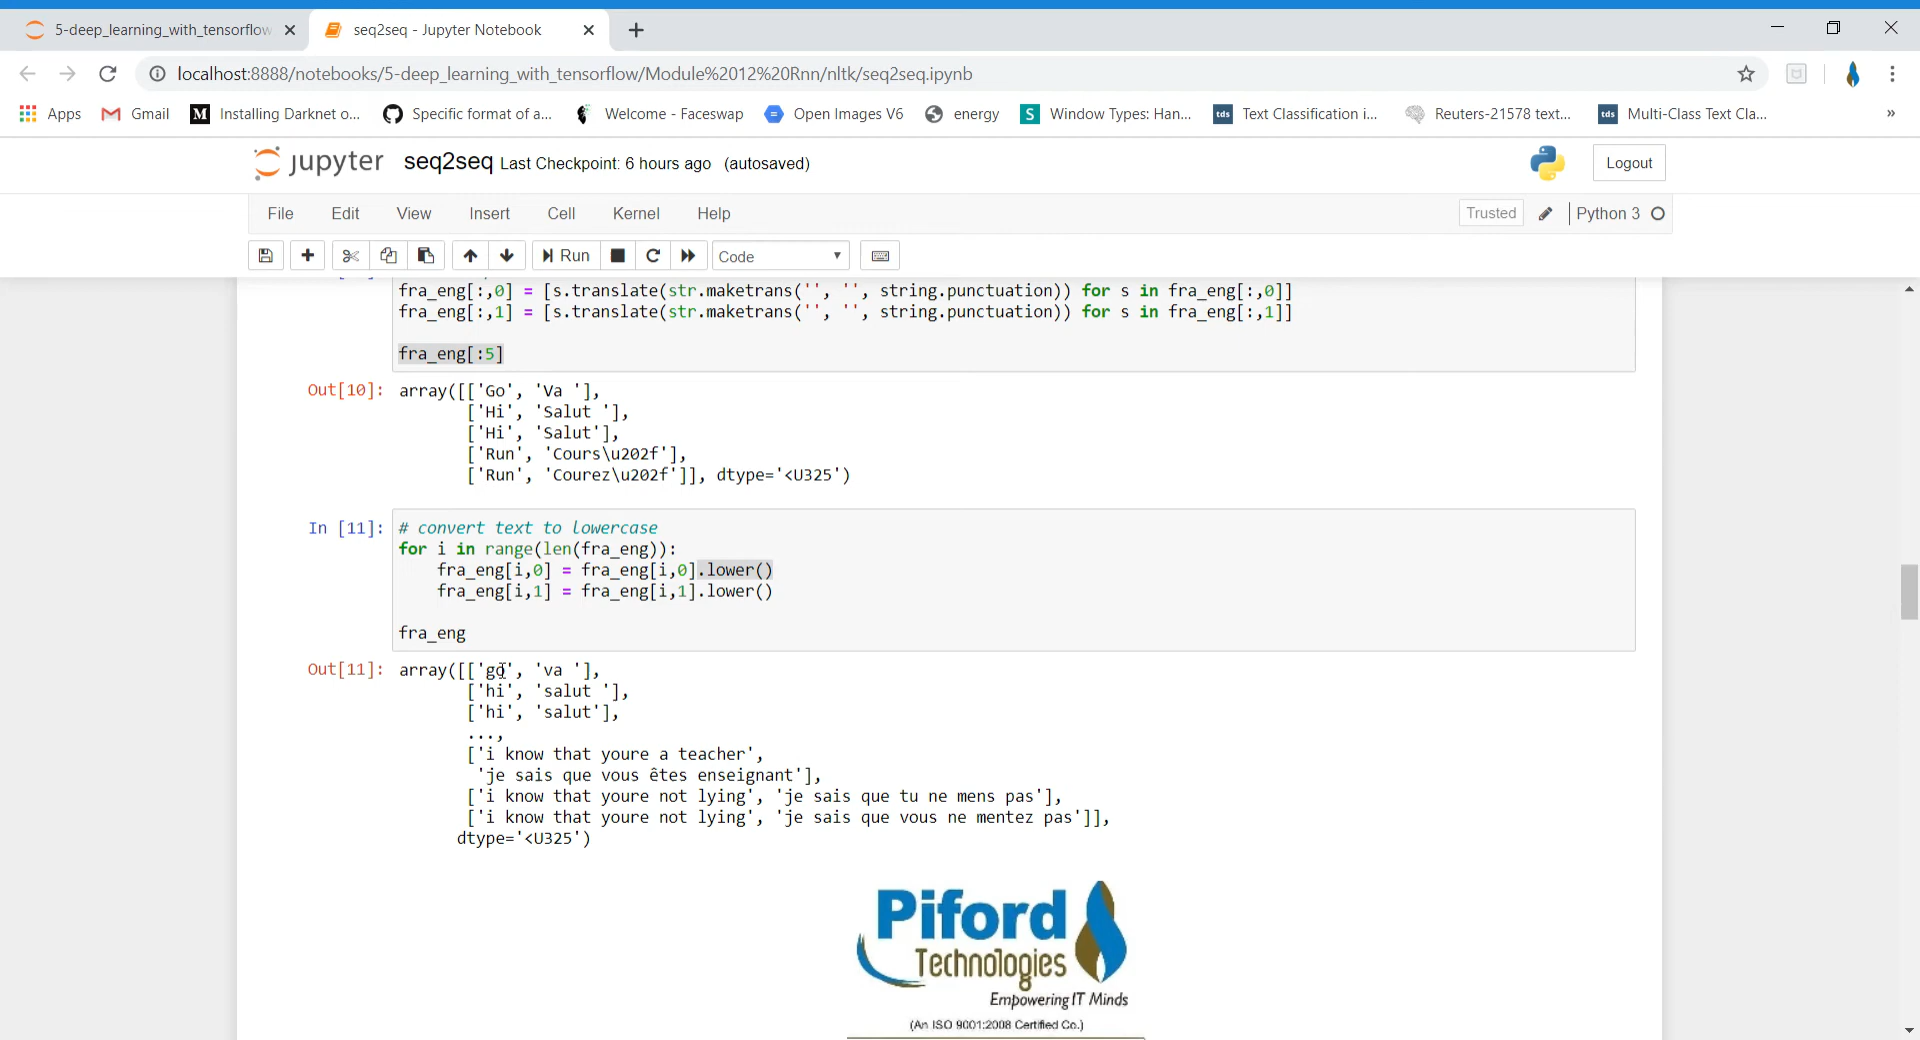 5-deep_learning_with_tensorflow
seq2seq - Jupyter Notebook
localhost:8888/notebooks/5-deep_learning_with_tensorflow/Module%2012%20Rnn/nltk/seq2seq.ipynb
Apps Gmail M Installing Darknet o... Specific format of a... Welcome - Faceswap Open Images V6 energy S Window Types: Han... tds Text Classification i... Reuters-21578 text... tds Multi-Class Text Cla... »
jupyter seq2seq Last Checkpoint: 6 hours ago (autosaved) Logout
File Edit View Insert Cell Kernel Help Trusted Python 3
Run Code
fra_eng[:,0] = [s.translate(str.maketrans('', '', string.punctuation)) for s in fra_eng[:,0]]
fra_eng[:,1] = [s.translate(str.maketrans('', '', string.punctuation)) for s in fra_eng[:,1]]
fra_eng[:5]
Out[10]: array([['Go', 'Va '],
['Hi', 'Salut '],
['Hi', 'Salut'],
['Run', 'Cours\u202f'],
['Run', 'Courez\u202f']], dtype='<U325')
In [11]: # convert text to lowercase
for i in range(len(fra_eng)):
fra_eng[i,0] = fra_eng[i,0].lower()
fra_eng[i,1] = fra_eng[i,1].lower()
fra_eng
Out[11]: array([['go', 'va '],
['hi', 'salut '],
['hi', 'salut'],
...,
['i know that youre a teacher',
'je sais que vous êtes enseignant'],
['i know that youre not lying', 'je sais que tu ne mens pas'],
['i know that youre not lying', 'je sais que vous ne mentez pas']],
dtype='<U325')
Piford
Technologies
Empowering IT Minds
(An ISO 9001:2008 Certified Co.)